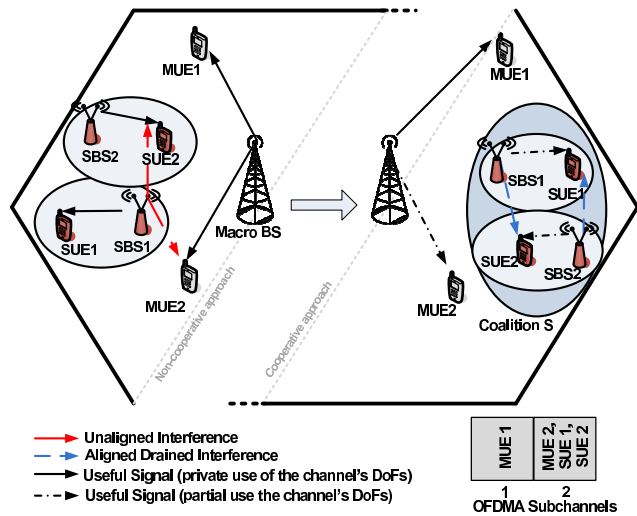 MUE1
SBS2
SUE2
SUE1
SBS1
Macro BS
MUE2
Non-cooperative approach
Cooperative approach
MUE1
SBS1
SUE1
SUE2
SBS2
MUE2
Coalition S
Unaligned Interference
Aligned Drained Interference
Useful Signal (private use of the channel's DoFs)
Useful Signal (partial use the channel's DoFs)
MUE 1
MUE 2,
SUE 1,
SUE 2
1 2
OFDMA Subchannels